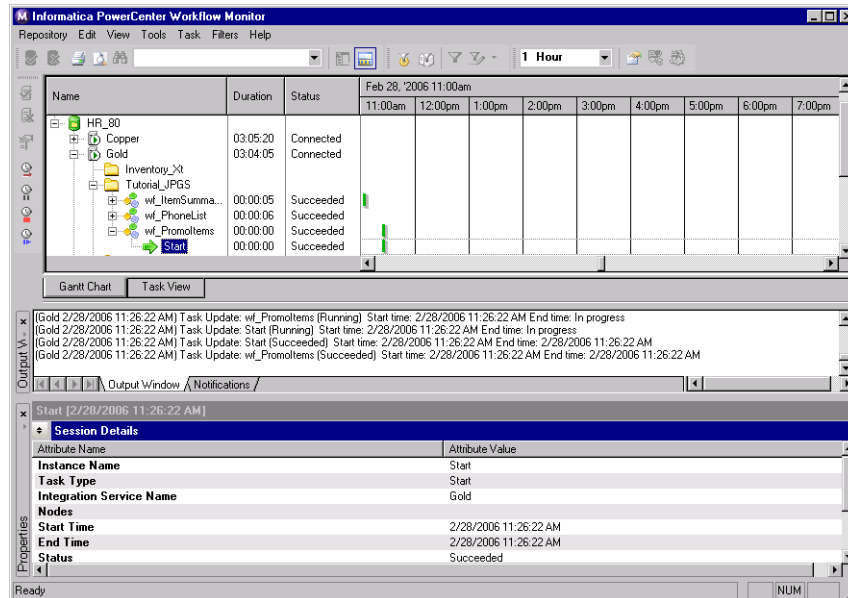 Informatica PowerCenter Workflow Monitor
Repository Edit View Tools Task Filters Help
1 Hour
Name Duration Status Feb 28, '2006 11:00am
11:00am 12:00pm 1:00pm 2:00pm 3:00pm 4:00pm 5:00pm 6:00pm 7:00pm
HR_80
Copper 03:05:20 Connected
Gold 03:04:05 Connected
Inventory_Xt
Tutorial_JPGS
wf_ItemSumma... 00:00:05 Succeeded
wf_PhoneList 00:00:06 Succeeded
wf_PromoItems 00:00:00 Succeeded
Start 00:00:00 Succeeded
Gantt Chart Task View
(Gold 2/28/2006 11:26:22 AM) Task Update: wf_PromoItems (Running) Start time: 2/28/2006 11:26:22 AM End time: In progress
(Gold 2/28/2006 11:26:22 AM) Task Update: Start (Running) Start time: 2/28/2006 11:26:22 AM End time: In progress
(Gold 2/28/2006 11:26:22 AM) Task Update: Start (Succeeded) Start time: 2/28/2006 11:26:22 AM End time: 2/28/2006 11:26:22 AM
(Gold 2/28/2006 11:26:22 AM) Task Update: wf_PromoItems (Succeeded) Start time: 2/28/2006 11:26:22 AM End time: 2/28/2006 11:26:22 AM
Output Window Notifications
Output
Start [2/28/2006 11:26:22 AM]
Session Details
Attribute Name Attribute Value
Instance Name Start
Task Type Start
Integration Service Name Gold
Nodes
Start Time 2/28/2006 11:26:22 AM
End Time 2/28/2006 11:26:22 AM
Status Succeeded
Properties
Ready NUM